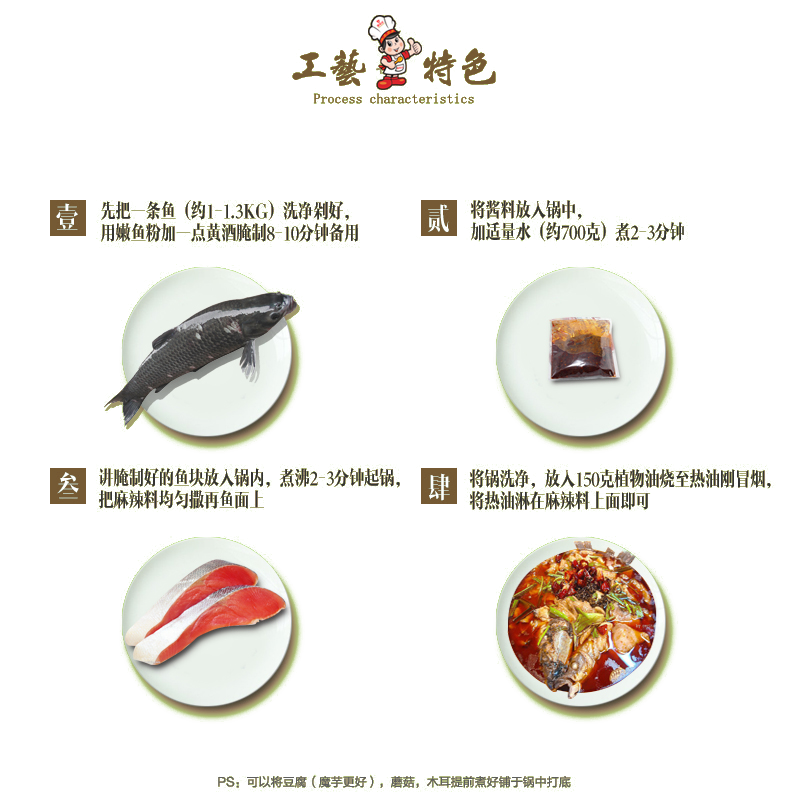 工藝 特色
Process characteristics
壹
先把一条鱼（约1-1.3KG）洗净剁好，
用嫩鱼粉加一点黄酒腌制8-10分钟备用
贰
将酱料放入锅中，
加适量水（约700克）煮2-3分钟
叁
讲腌制好的鱼块放入锅内，煮沸2-3分钟起锅，
把麻辣料均匀撒再鱼面上
肆
将锅洗净，放入150克植物油烧至热油刚冒烟，
将热油淋在麻辣料上面即可
PS：可以将豆腐（魔芋更好），蘑菇，木耳提前煮好铺于锅中打底